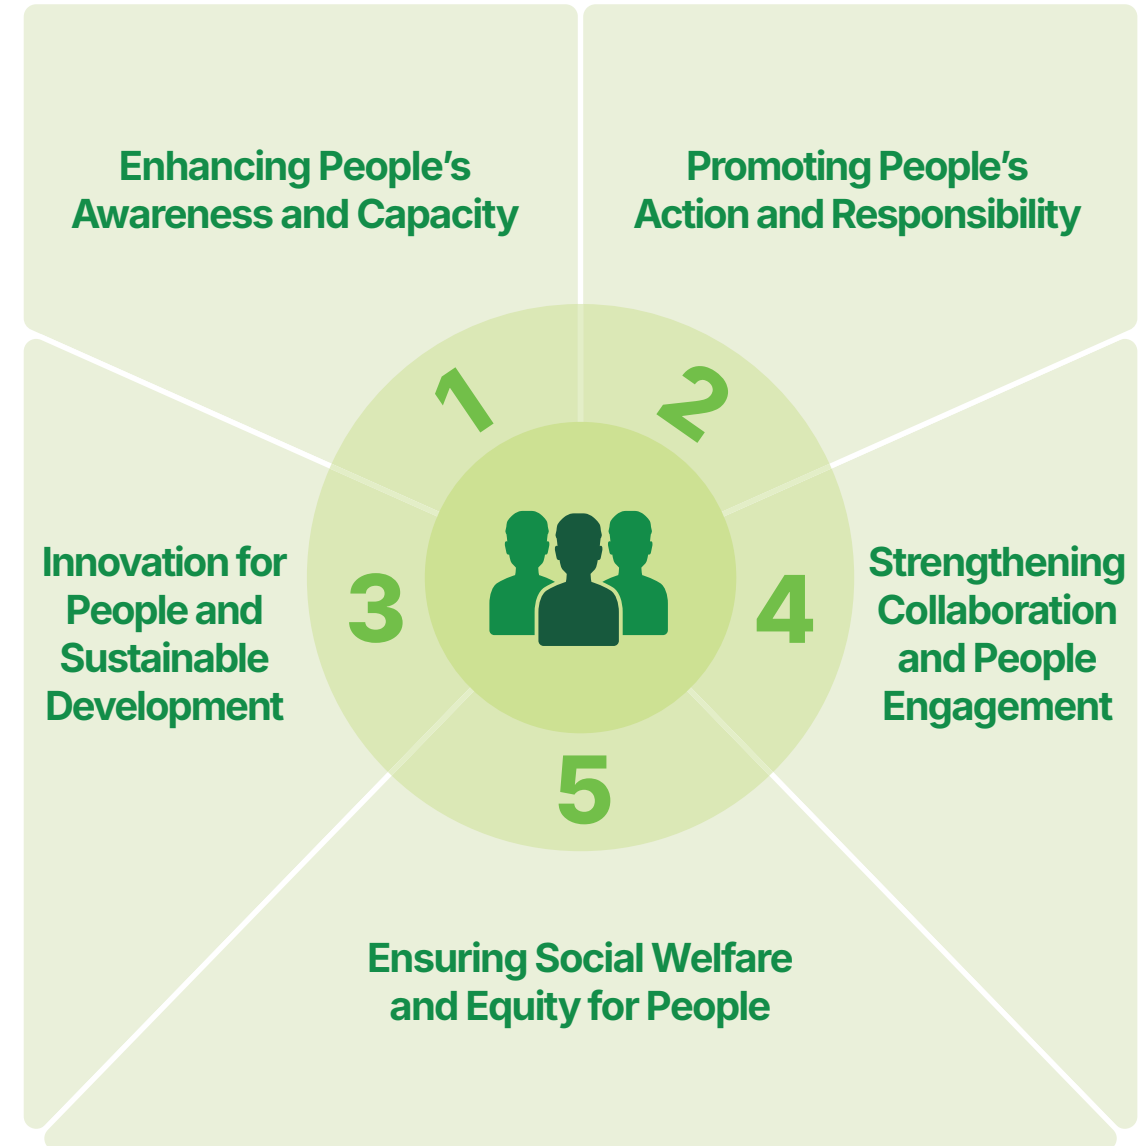 Enhancing People’s
Awareness and Capacity
Promoting People’s
Action and Responsibility
1
2
Innovation for
People and
Sustainable
Development
3
4
Strengthening
Collaboration
and People
Engagement
5
Ensuring Social Welfare
and Equity for People